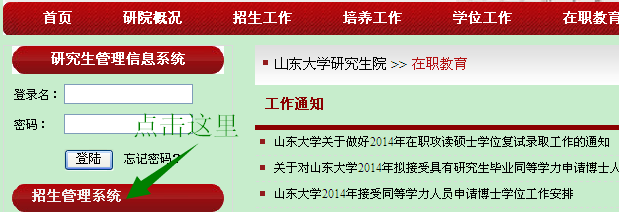 首页 研院概况 招生工作 培养工作 学位工作 在职教育
研究生管理信息系统
登录名：
密码：
点击这里
登陆 忘记密码?
招生管理系统
山东大学研究生院 >> 在职教育
工作通知
山东大学关于做好2014年在职攻读硕士学位复试录取工作的通知
关于对山东大学2014年拟接受具有研究生毕业同等学力申请博士人
山东大学2014年接受同等学力人员申请博士学位工作安排